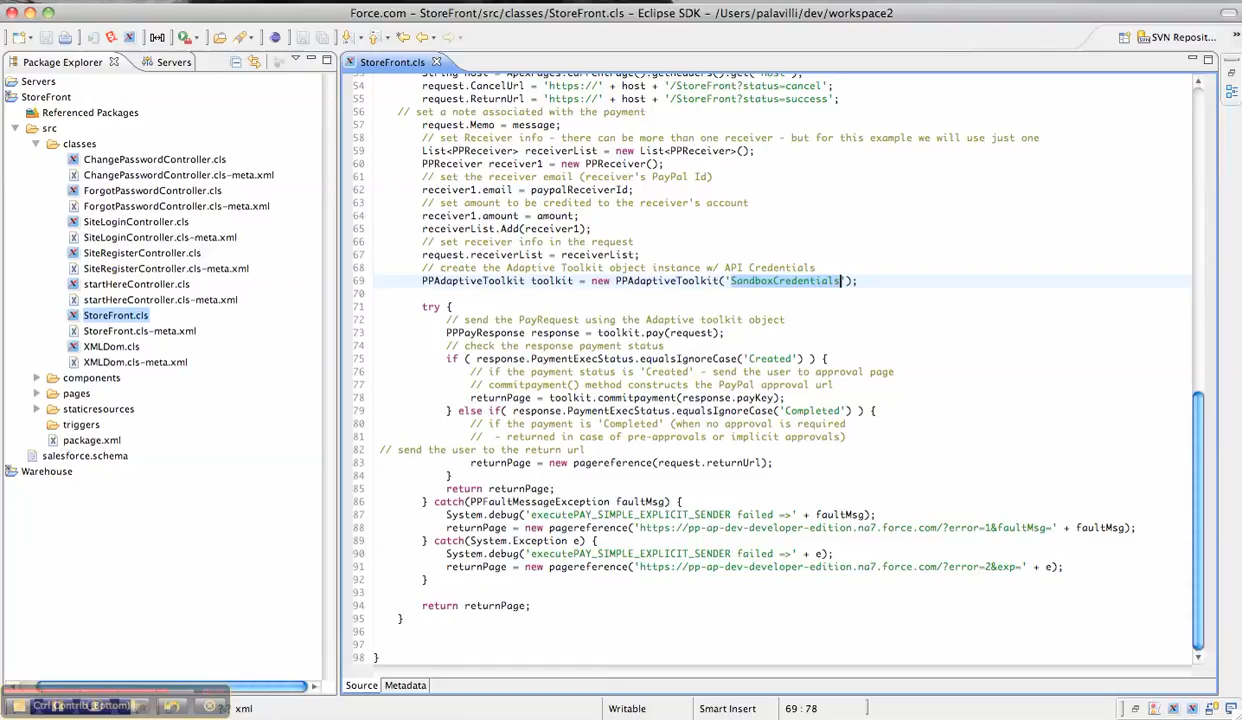 Force.com - StoreFront/src/classes/StoreFront.cls - Eclipse SDK - /Users/palavilli/dev/workspace2
SVN Reposit...
Package Explorer
Servers
StoreFront.cls
Servers
StoreFront
Referenced Packages
src
classes
ChangePasswordController.cls
ChangePasswordController.cls-meta.xml
ForgotPasswordController.cls
ForgotPasswordController.cls-meta.xml
SiteLoginController.cls
SiteLoginController.cls-meta.xml
SiteRegisterController.cls
SiteRegisterController.cls-meta.xml
startHereController.cls
startHereController.cls-meta.xml
StoreFront.cls
StoreFront.cls-meta.xml
XMLDom.cls
XMLDom.cls-meta.xml
components
pages
staticresources
triggers
package.xml
salesforce.schema
Warehouse
53 String host = ApexPages.currentPage().getHeaders().get('Host');
54 request.CancelUrl = 'https://' + host + '/StoreFront?status=cancel';
55 request.ReturnUrl = 'https://' + host + '/StoreFront?status=success';
56 // set a note associated with the payment
57 request.Memo = message;
58 // set Receiver info - there can be more than one receiver - but for this example we will use just one
59 List<PPReceiver> receiverList = new List<PPReceiver>();
60 PPReceiver receiver1 = new PPReceiver();
61 // set the receiver email (receiver's PayPal Id)
62 receiver1.email = paypalReceiverId;
63 // set amount to be credited to the receiver's account
64 receiver1.amount = amount;
65 receiverList.Add(receiver1);
66 // set receiver info in the request
67 request.receiverList = receiverList;
68 // create the Adaptive Toolkit object instance w/ API Credentials
69 PPAdaptiveToolkit toolkit = new PPAdaptiveToolkit('SandboxCredentials');
70
71 try {
72 // send the PayRequest using the Adaptive toolkit object
73 PPPayResponse response = toolkit.pay(request);
74 // check the response payment status
75 if ( response.PaymentExecStatus.equalsIgnoreCase('Created') ) {
76 // if the payment status is 'Created' - send the user to approval page
77 // commitpayment() method constructs the PayPal approval url
78 returnPage = toolkit.commitpayment(response.payKey);
79 } else if( response.PaymentExecStatus.equalsIgnoreCase('Completed') ) {
80 // if the payment is 'Completed' (when no approval is required
81 // - returned in case of pre-approvals or implicit approvals)
82 // send the user to the return url
83 returnPage = new pagereference(request.returnUrl);
84 }
85 return returnPage;
86 } catch(PPFaultMessageException faultMsg) {
87 System.debug('executePAY_SIMPLE_EXPLICIT_SENDER failed =>' + faultMsg);
88 returnPage = new pagereference('https://pp-ap-dev-developer-edition.na7.force.com/?error=1&faultMsg=' + faultMsg);
89 } catch(System.Exception e) {
90 System.debug('executePAY_SIMPLE_EXPLICIT_SENDER failed =>' + e);
91 returnPage = new pagereference('https://pp-ap-dev-developer-edition.na7.force.com/?error=2&exp=' + e);
92 }
93
94 return returnPage;
95 }
96
97
98 }
Source
Metadata
xml
Writable
Smart Insert
69 : 78